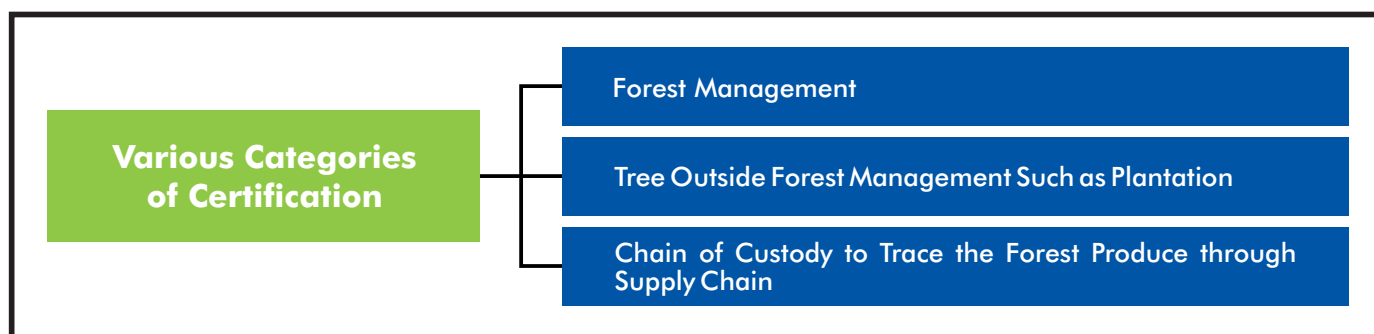 Various Categories
of Certification
Forest Management
Tree Outside Forest Management Such as Plantation
Chain of Custody to Trace the Forest Produce through
Supply Chain